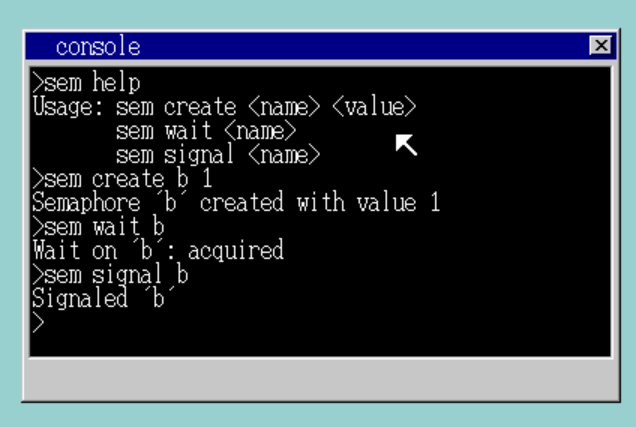 console
>sem help
Usage: sem create <name> <value>
sem wait <name>
sem signal <name>
>sem create b 1
Semaphore ´b´ created with value 1
>sem wait b
Wait on ´b´: acquired
>sem signal b
Signaled ´b´
>